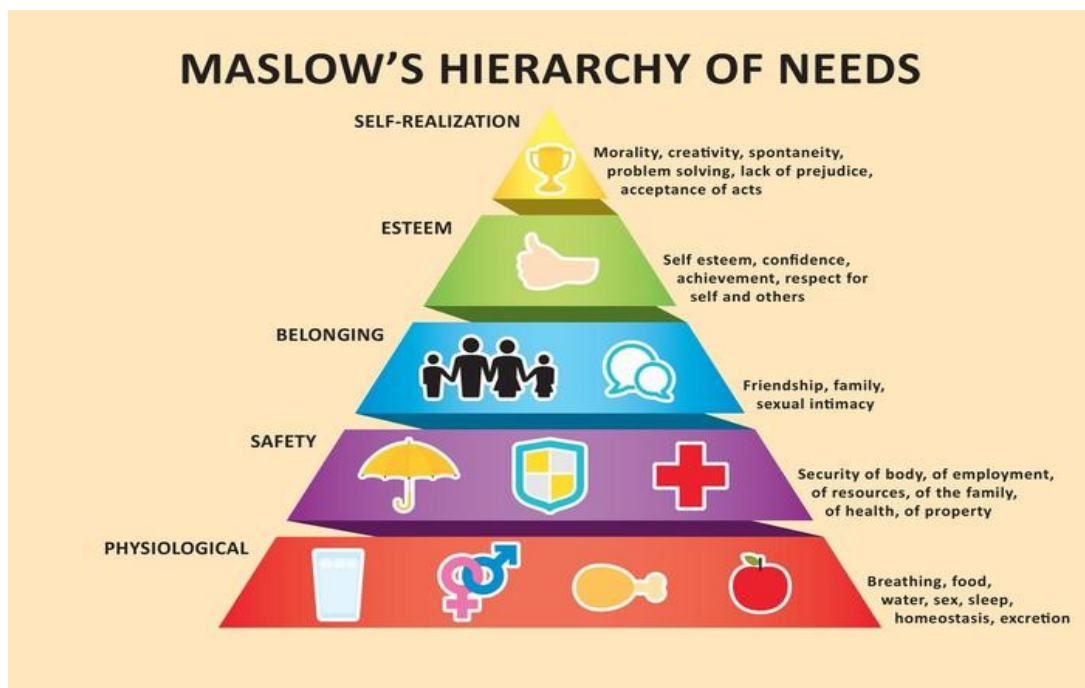 MASLOW'S HIERARCHY OF NEEDS
SELF-REALIZATION
Morality, creativity, spontaneity,
problem solving, lack of prejudice,
acceptance of acts
ESTEEM
Self esteem, confidence,
achievement, respect for
self and others
BELONGING
Friendship, family,
sexual intimacy
SAFETY
Security of body, of employment,
of resources, of the family,
of health, of property
PHYSIOLOGICAL
Breathing, food,
water, sex, sleep,
homeostasis, excretion